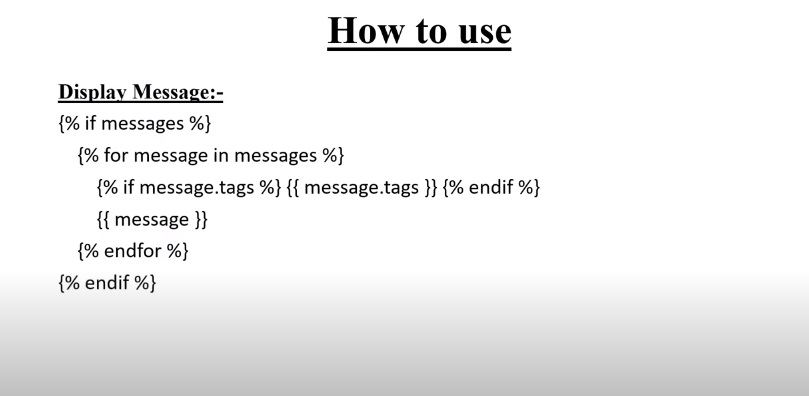 How to use
Display Message:-
{% if messages %}
{% for message in messages %}
{% if message.tags %} {{ message.tags }} {% endif %}
{{ message }}
{% endfor %}
{% endif %}